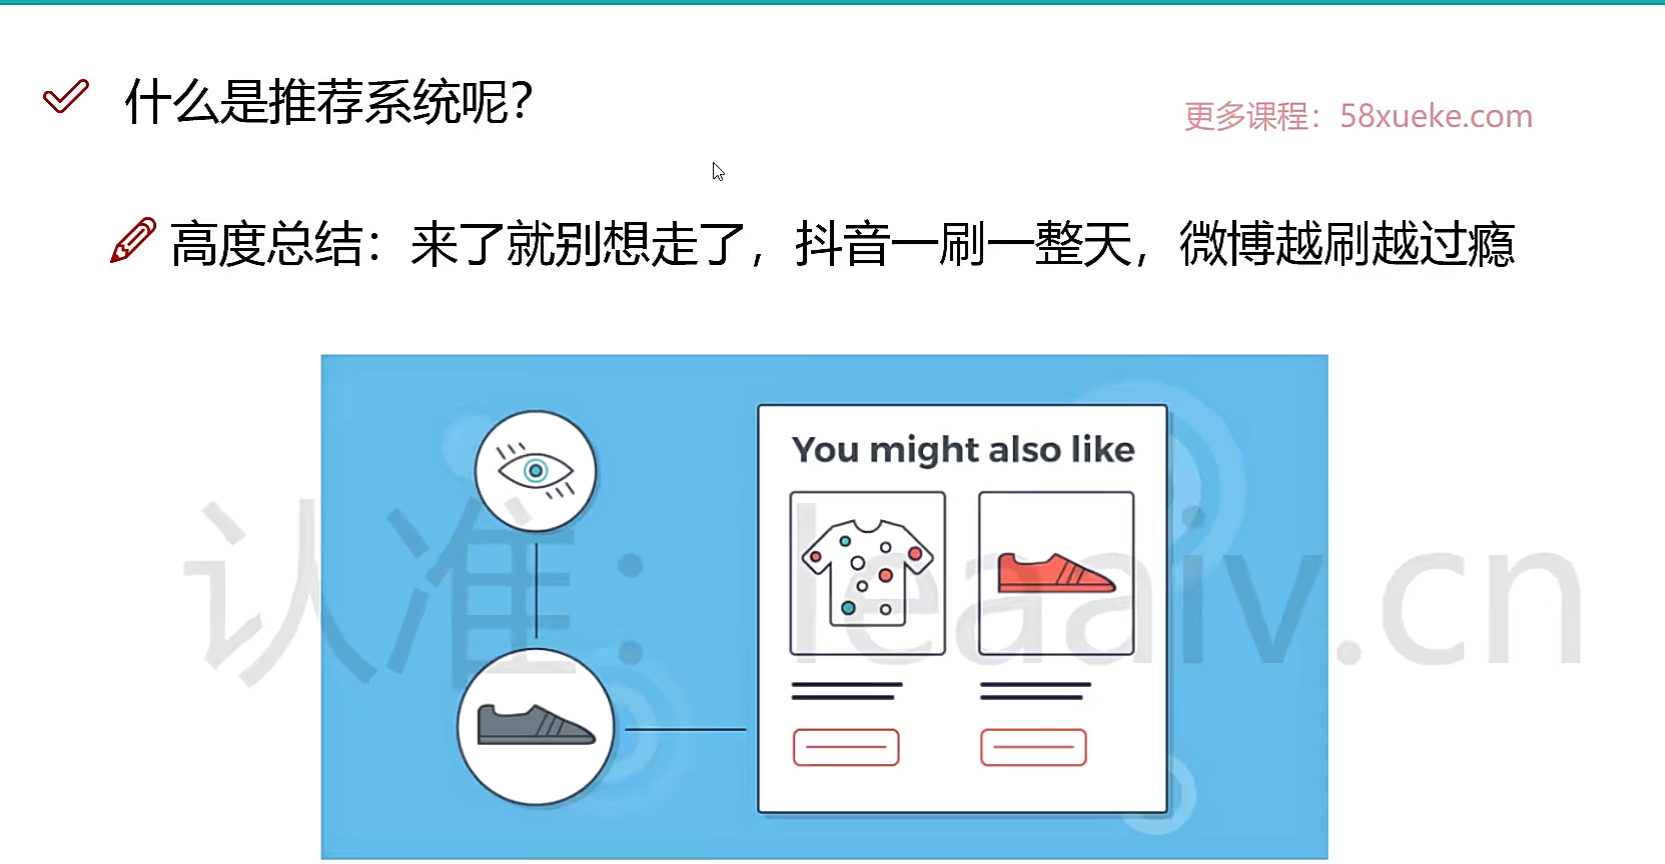 什么是推荐系统呢？
更多课程：58xueke.com
高度总结：来了就别想走了，抖音一刷一整天，微博越刷越过瘾
You might also like
认准：leaaiv.cn